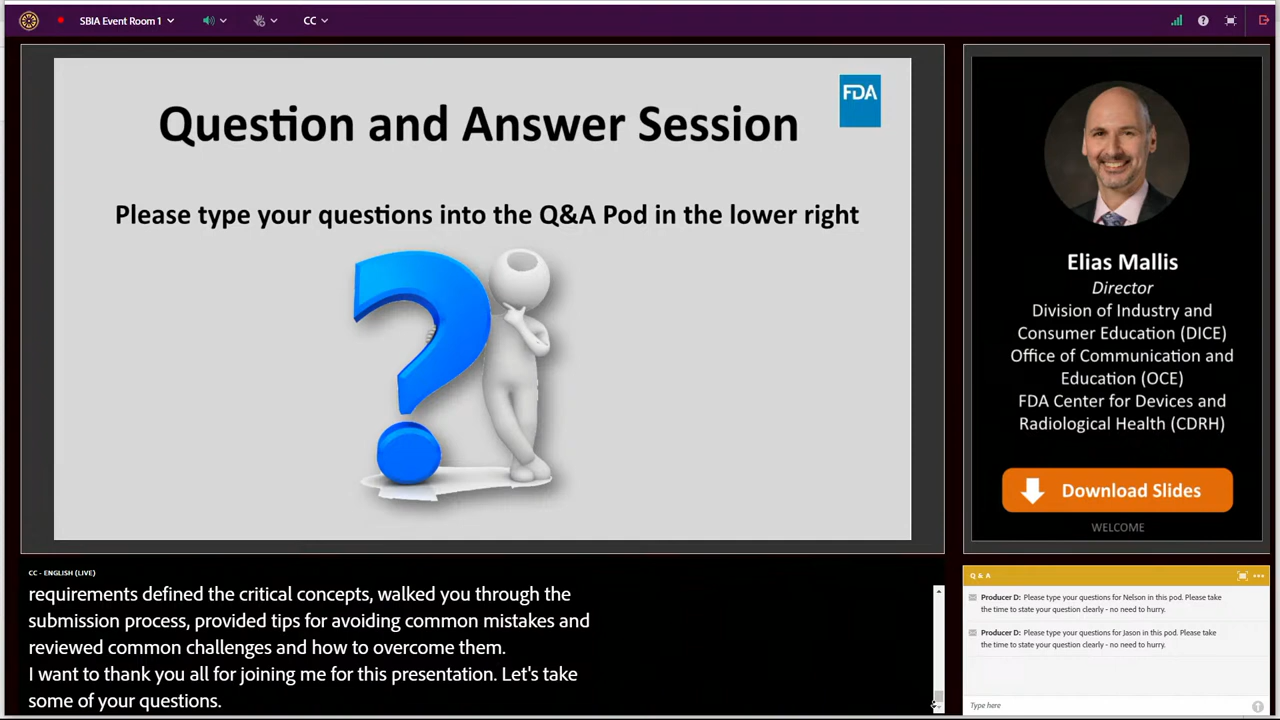 SBIA Event Room 1
CC
FDA
Question and Answer Session
Please type your questions into the Q&A Pod in the lower right
Elias Mallis
Director
Division of Industry and
Consumer Education (DICE)
Office of Communication and
Education (OCE)
FDA Center for Devices and
Radiological Health (CDRH)
Download Slides
WELCOME
CC - ENGLISH (LIVE)
requirements defined the critical concepts, walked you through the
submission process, provided tips for avoiding common mistakes and
reviewed common challenges and how to overcome them.
I want to thank you all for joining me for this presentation. Let's take
some of your questions.
Q & A
Producer D: Please type your questions for Nelson in this pod. Please take
the time to state your question clearly - no need to hurry.
Producer D: Please type your questions for Jason in this pod. Please take
the time to state your question clearly - no need to hurry.
Type here